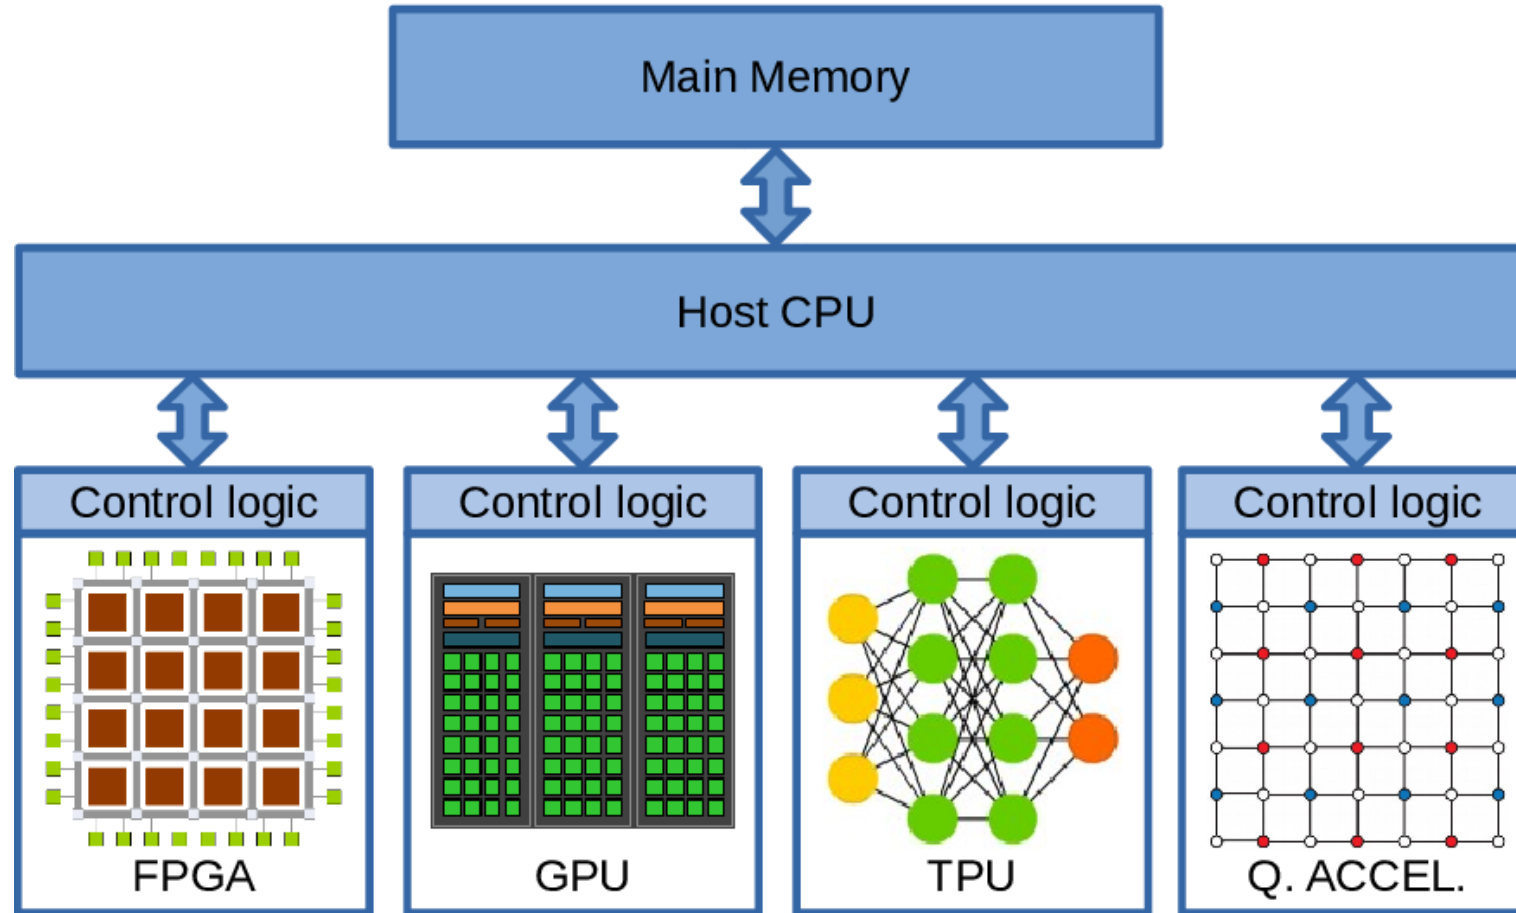 Main Memory
Host CPU
Control logic
Control logic
Control logic
Control logic
FPGA
GPU
TPU
Q. ACCEL.